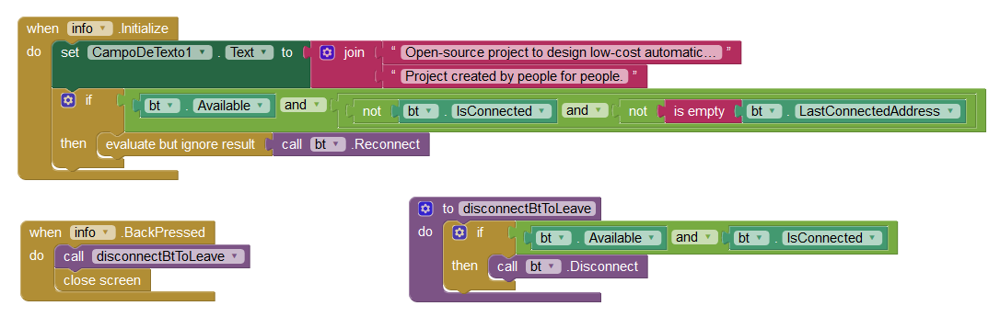 when info .Initialize
do set CampoDeTexto1 . Text to join “ Open-source project to design low-cost automatic... ”
“ Project created by people for people. ”
if bt . Available and not bt . IsConnected and not is empty bt . LastConnectedAddress
then evaluate but ignore result call bt .Reconnect
when info .BackPressed
do call disconnectBtToLeave
close screen
to disconnectBtToLeave
do if bt . Available and bt . IsConnected
then call bt .Disconnect